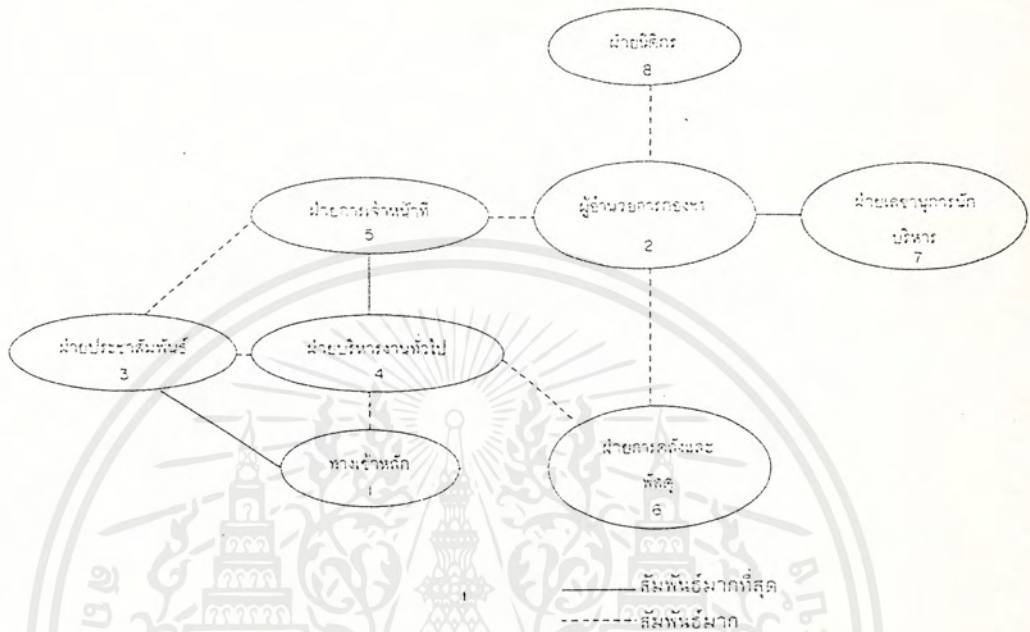 ฝ่ายนิติกร
8
ฝ่ายการเจ้าหน้าที่
5
ผู้อำนวยการกองฯ
2
ฝ่ายเลขานุการนัก
บริหาร
7
ฝ่ายประชาสัมพันธ์
3
ฝ่ายบริหารงานทั่วไป
4
ทางเข้าหลัก
1
ฝ่ายการคลังและ
พัสดุ
6
สัมพันธ์มากที่สุด
สัมพันธ์มาก